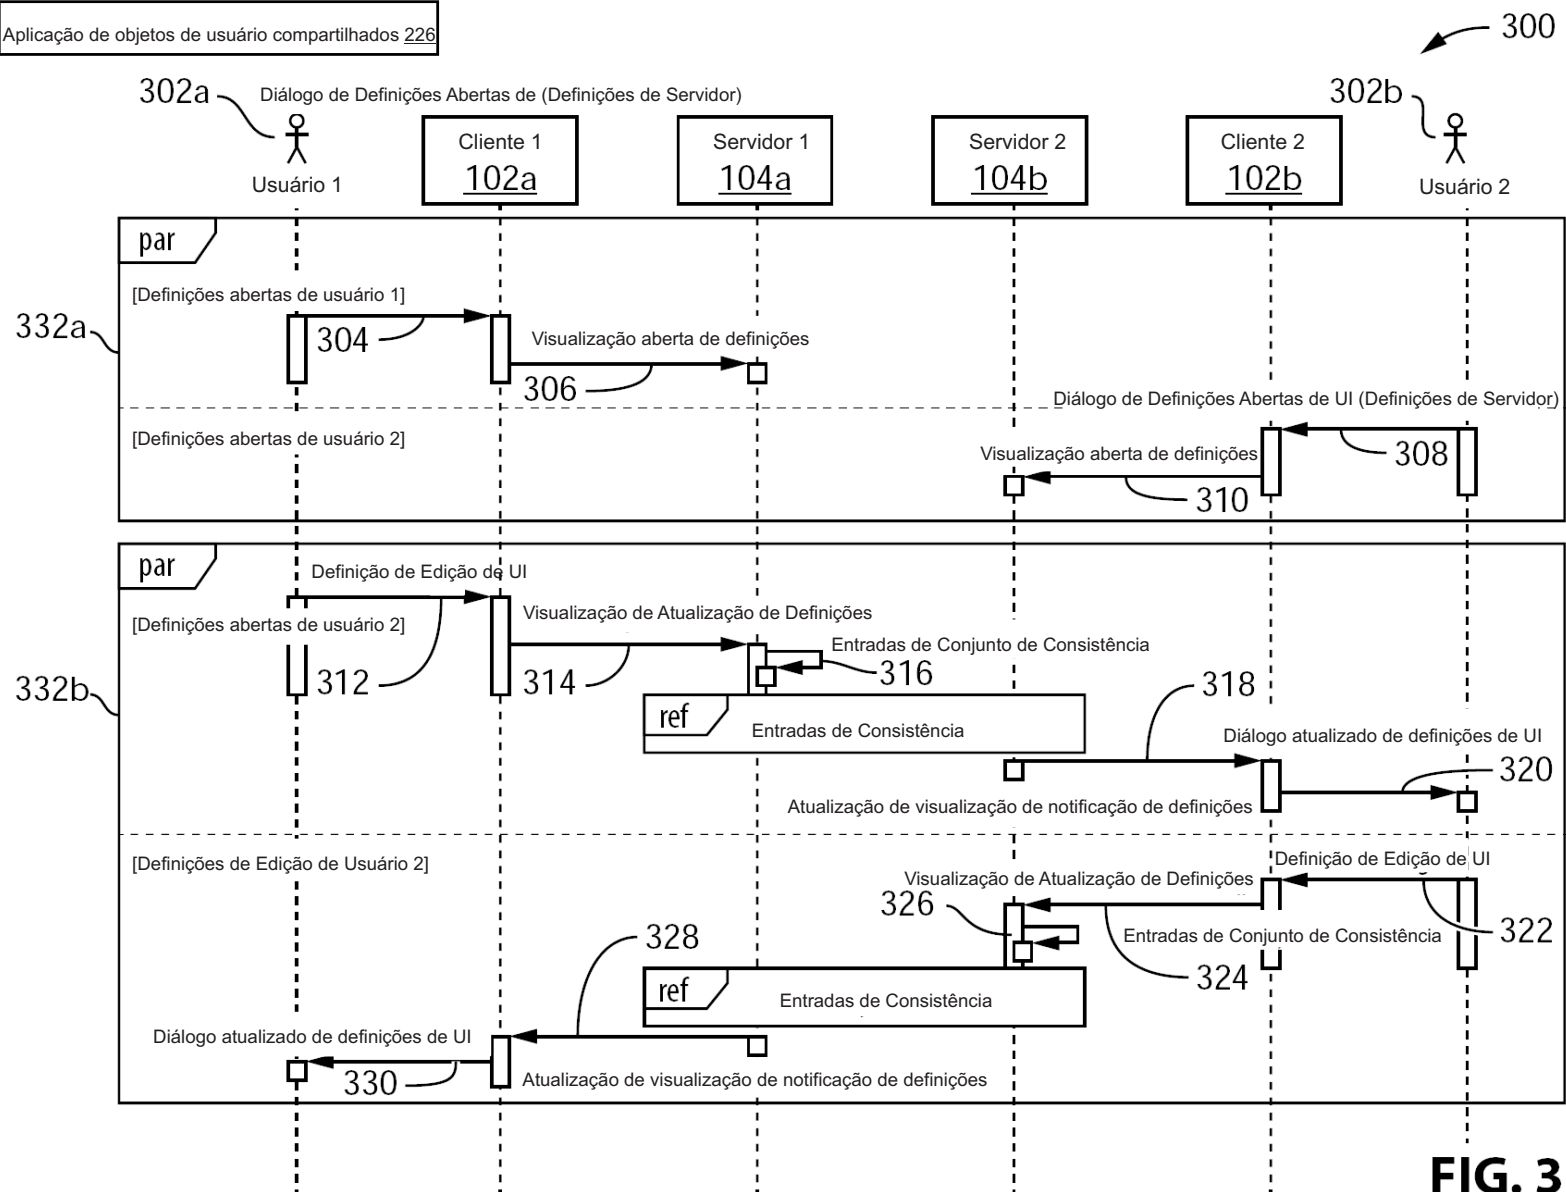 Aplicação de objetos de usuário compartilhados 226
300
302a
Diálogo de Definições Abertas de (Definições de Servidor)
302b
Usuário 1
Cliente 1
102a
Servidor 1
104a
Servidor 2
104b
Cliente 2
102b
Usuário 2
par
[Definições abertas de usuário 1]
332a
304
Visualização aberta de definições
306
Diálogo de Definições Abertas de UI (Definições de Servidor)
[Definições abertas de usuário 2]
308
Visualização aberta de definições
310
par
Definição de Edição de UI
[Definições abertas de usuário 2]
Visualização de Atualização de Definições
Entradas de Conjunto de Consistência
312
314
316
332b
318
ref
Entradas de Consistência
Diálogo atualizado de definições de UI
320
Atualização de visualização de notificação de definições
[Definições de Edição de Usuário 2]
Definição de Edição de UI
Visualização de Atualização de Definições
326
322
Entradas de Conjunto de Consistência
328
324
ref
Entradas de Consistência
Diálogo atualizado de definições de UI
330
Atualização de visualização de notificação de definições
FIG. 3